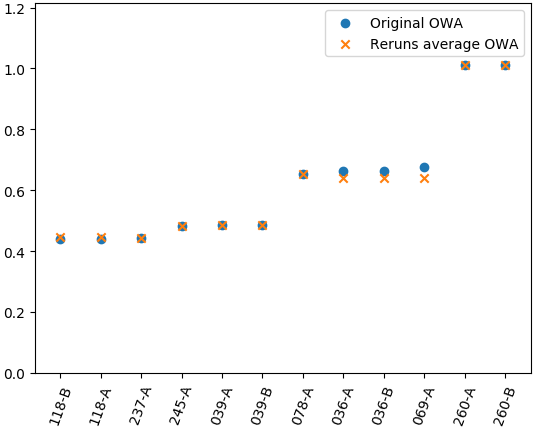 Original OWA
Reruns average OWA
1.2
1.0
0.8
0.6
0.4
0.2
0.0
118-B
118-A
237-A
245-A
039-A
039-B
078-A
036-A
036-B
069-A
260-A
260-B